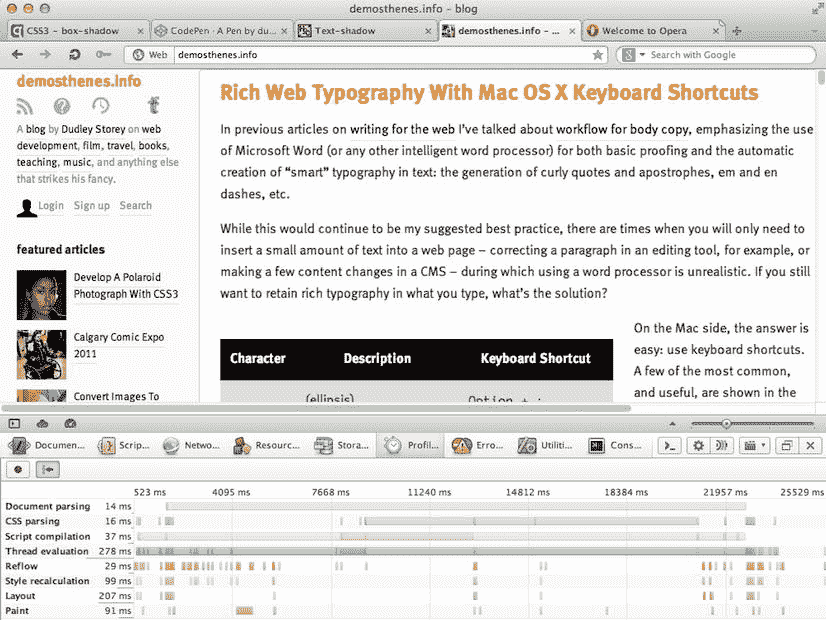 demosthenes.info - blog
CSS3 - box-shadow
CodePen - A Pen by du...
Text-shadow
demosthenes.info - ...
Welcome to Opera
Web
demosthenes.info
Search with Google
demosthenes.info
A blog by Dudley Storey on web
development, film, travel, books,
teaching, music, and anything else
that strikes his fancy.
Login Sign up Search
featured articles
Develop A Polaroid
Photograph With CSS3
Calgary Comic Expo
2011
Convert Images To
Rich Web Typography With Mac OS X Keyboard Shortcuts
In previous articles on writing for the web I've talked about workflow for body copy, emphasizing the use
of Microsoft Word (or any other intelligent word processor) for both basic proofing and the automatic
creation of “smart” typography in text: the generation of curly quotes and apostrophes, em and en
dashes, etc.
While this would continue to be my suggested best practice, there are times when you will only need to
insert a small amount of text into a web page – correcting a paragraph in an editing tool, for example, or
making a few content changes in a CMS – during which using a word processor is unrealistic. If you still
want to retain rich typography in what you type, what's the solution?
On the Mac side, the answer is
easy: use keyboard shortcuts.
A few of the most common,
and useful, are shown in the
Character Description Keyboard Shortcut
(ellipsis) Option + ;
Documen... Scrip... Netwo... Resourc... Stora... Profil... Erro... Utiliti... Cons...
523 ms 4095 ms 7668 ms 11240 ms 14812 ms 18384 ms 21957 ms 25529 ms
Document parsing 14 ms
CSS parsing 16 ms
Script compilation 37 ms
Thread evaluation 278 ms
Reflow 29 ms
Style recalculation 99 ms
Layout 207 ms
Paint 91 ms